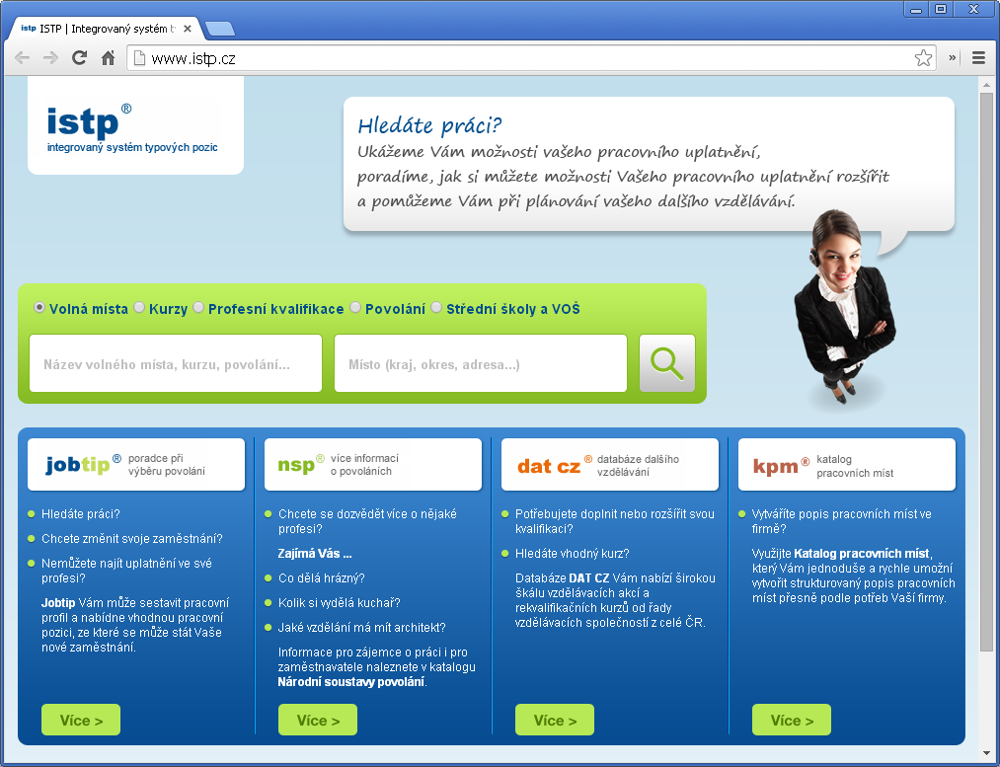 istp ISTP | Integrovaný systém t
www.istp.cz
»
istp®
integrovaný systém typových pozic
Hledáte práci?
Ukážeme Vám možnosti vašeho pracovního uplatnění,
poradíme, jak si můžete možnosti Vašeho pracovního uplatnění rozšířit
a pomůžeme Vám při plánování vašeho dalšího vzdělávání.
Volná místa Kurzy Profesní kvalifikace Povolání Střední školy a VOŠ
Název volného místa, kurzu, povolání...
Místo (kraj, okres, adresa...)
jobtip®
poradce při
výběru povolání
Hledáte práci?
Chcete změnit svoje zaměstnání?
Nemůžete najít uplatnění ve své
profesi?
Jobtip Vám může sestavit pracovní
profil a nabídne vhodnou pracovní
pozici, ze které se může stát Vaše
nové zaměstnání.
Více >
nsp®
více informací
o povoláních
Chcete se dozvědět více o nějaké
profesi?
Zajímá Vás ...
Co dělá hrázný?
Kolik si vydělá kuchař?
Jaké vzdělání má mít architekt?
Informace pro zájemce o práci i pro
zaměstnavatele naleznete v katalogu
Národní soustavy povolání.
Více >
dat cz®
databáze dalšího
vzdělávání
Potřebujete doplnit nebo rozšířit svou
kvalifikaci?
Hledáte vhodný kurz?
Databáze DAT CZ Vám nabízí širokou
škálu vzdělávacích akcí a
rekvalifikačních kurzů od řady
vzdělávacích společností z celé ČR.
Více >
kpm®
katalog
pracovních míst
Vytváříte popis pracovních míst ve
firmě?
Využijte Katalog pracovních míst,
který Vám jednoduše a rychle umožní
vytvořit strukturovaný popis pracovních
míst přesně podle potřeb Vaší firmy.
Více >